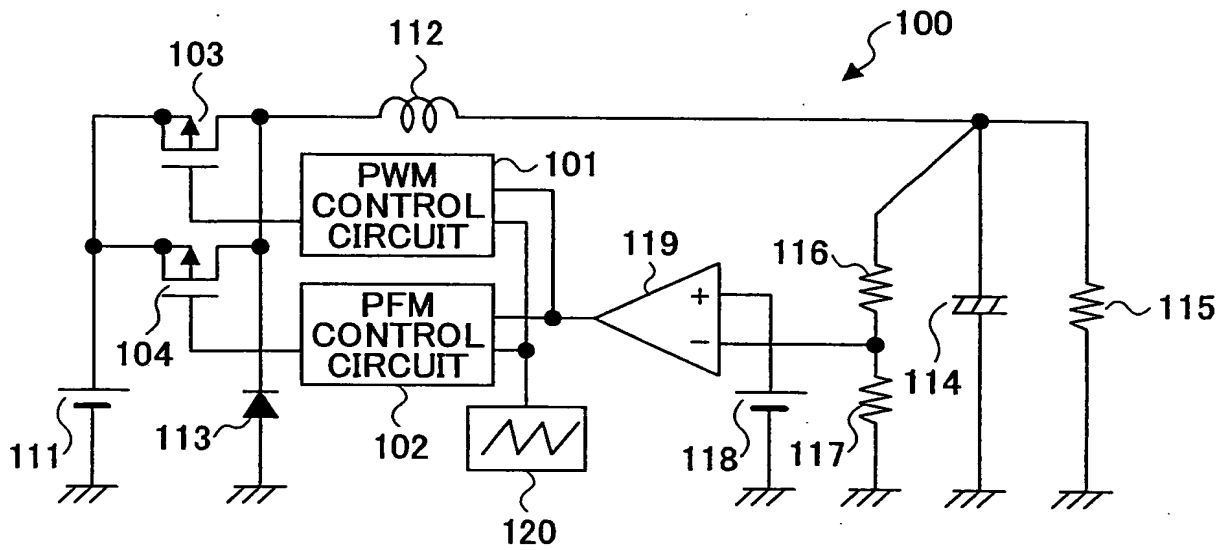 100
112
103
101
PWM
CONTROL
CIRCUIT
119
116
+
−
115
104
PFM
CONTROL
CIRCUIT
114
111
113
102
118
117
120